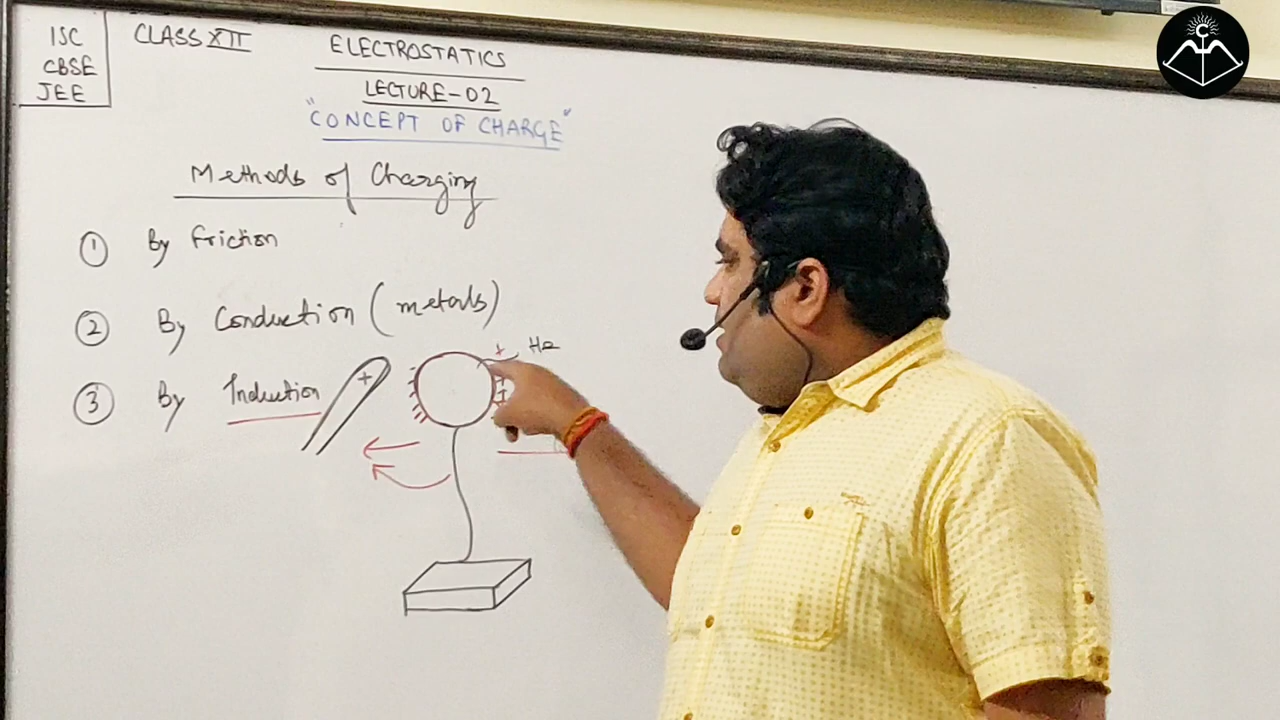 ISC
CBSE
JEE
CLASS XII
ELECTROSTATICS
LECTURE-02
"CONCEPT OF CHARGE"
Methods of Charging
1 By friction
2 By Conduction (metals)
3 By Induction
+
+
+
+
C